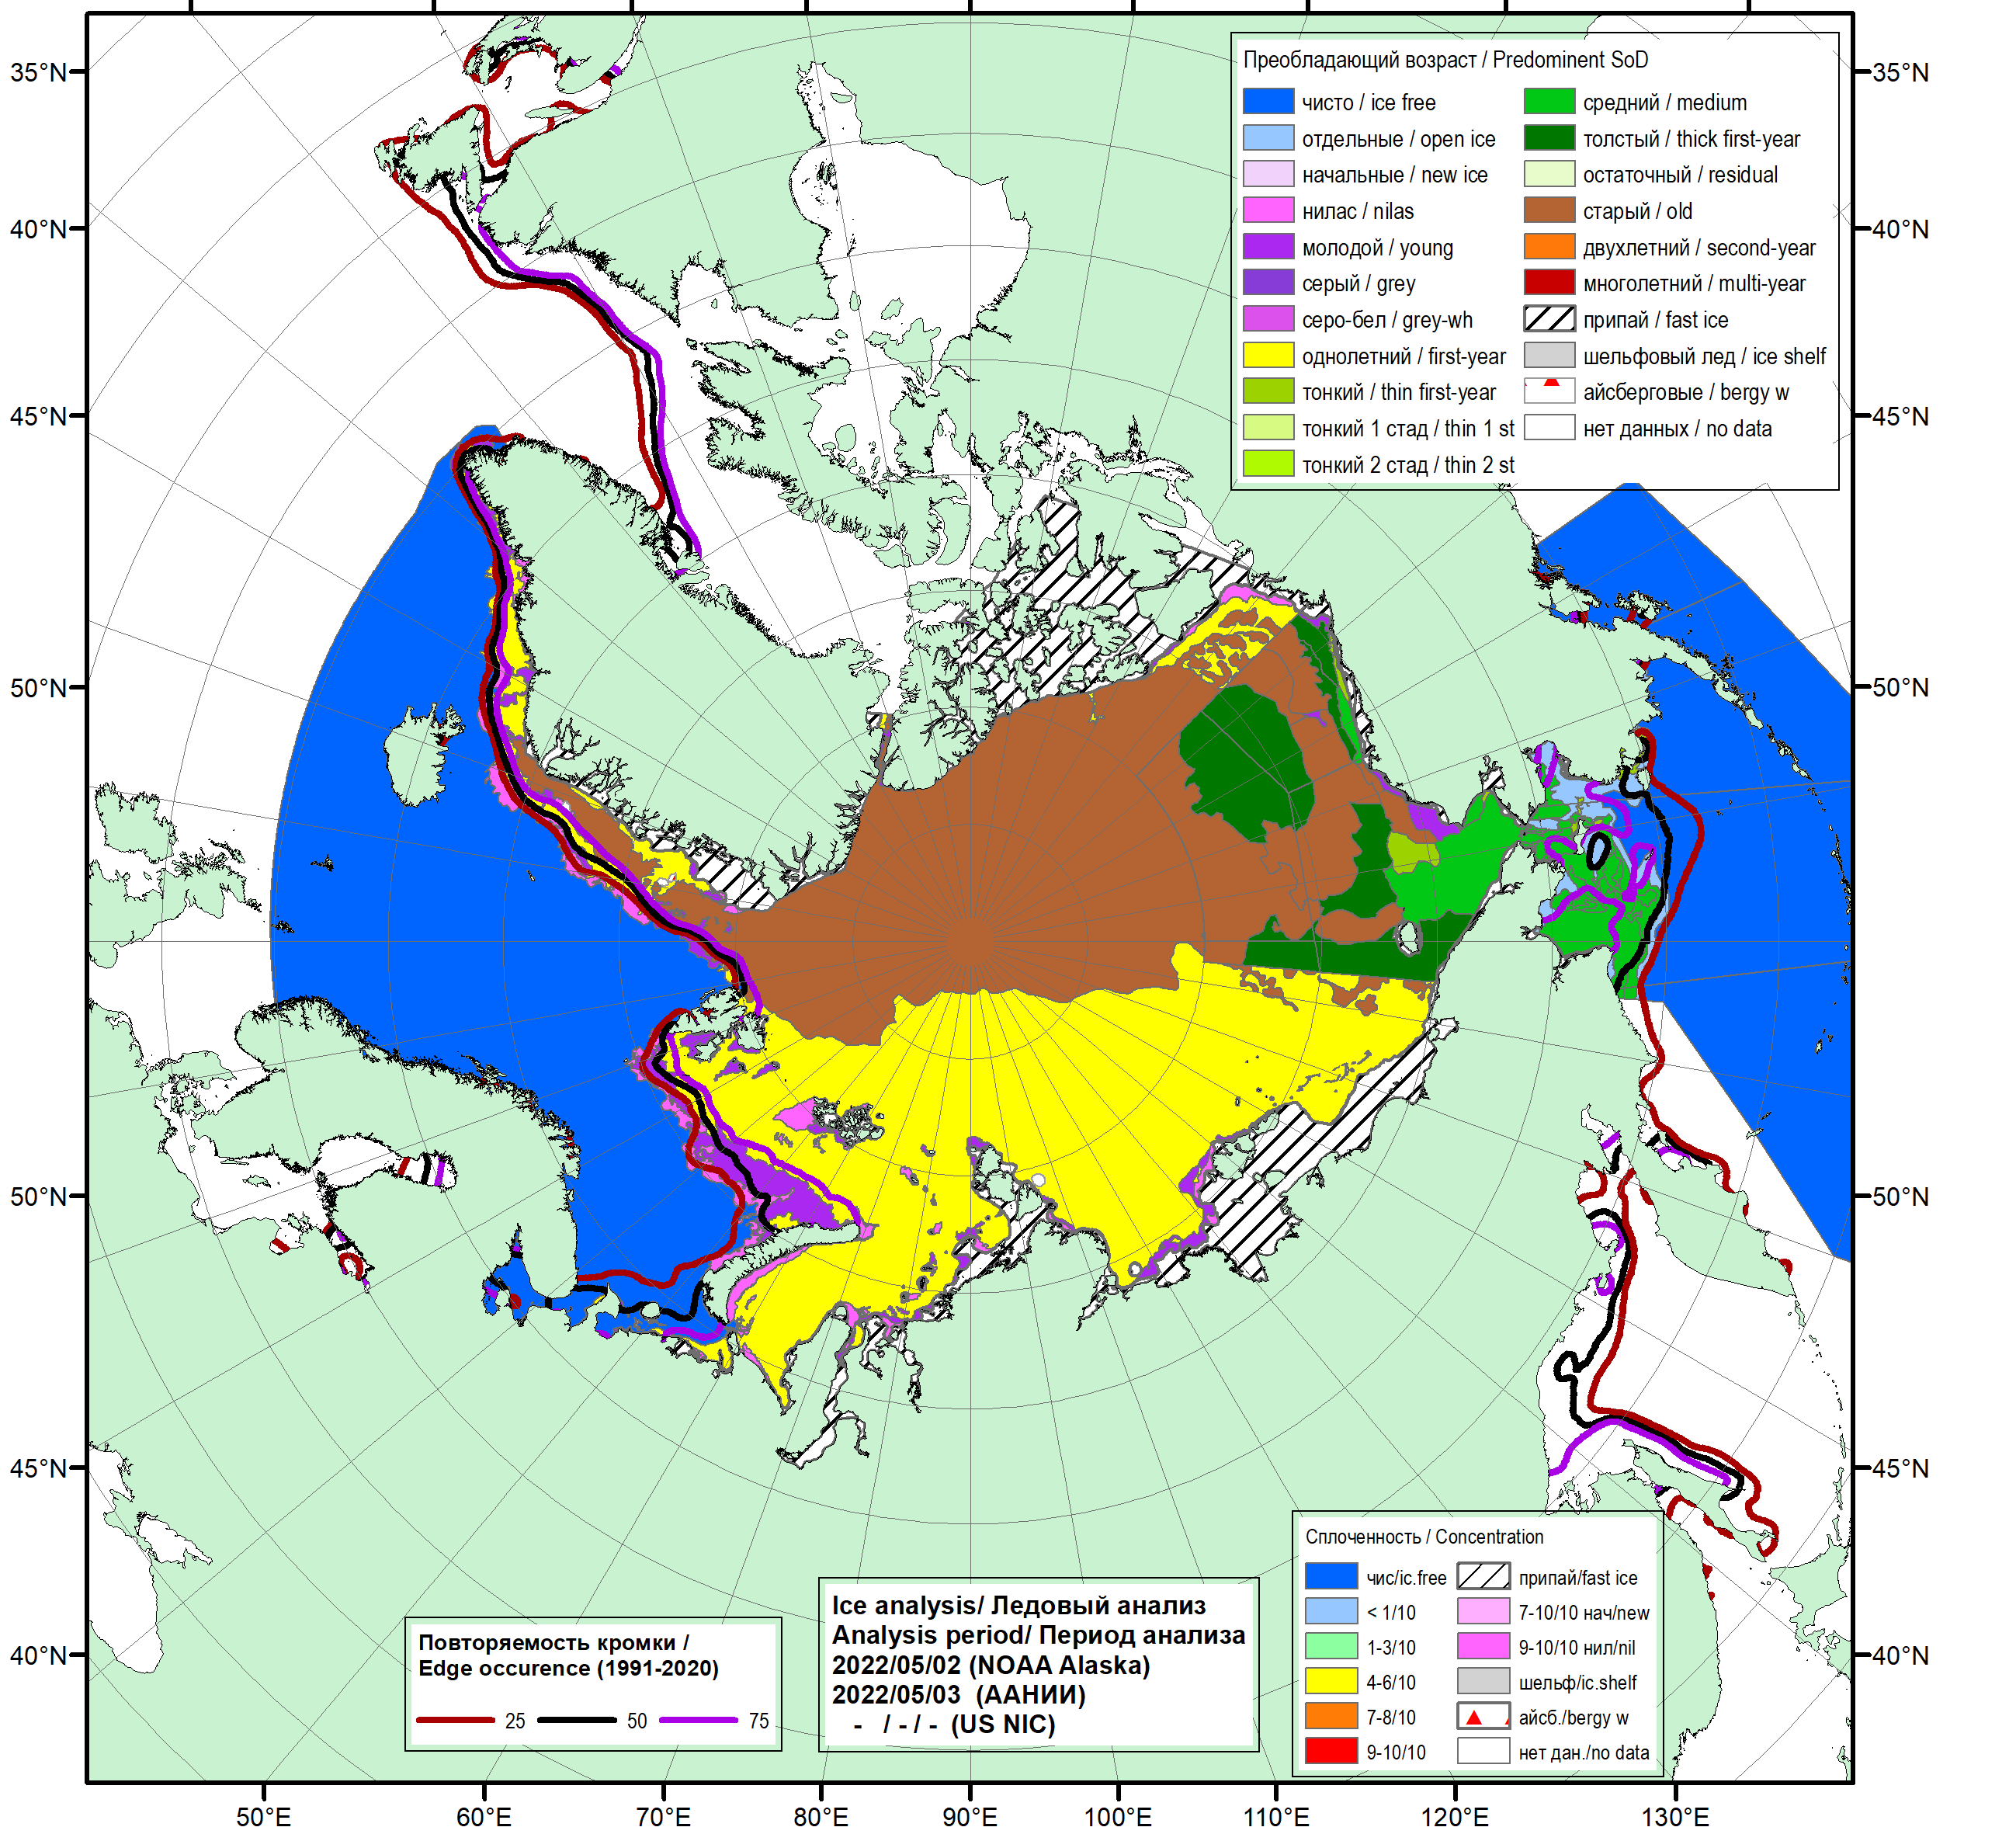 Преобладающий возраст / Predominent SoD
чисто / ice free
отдельные / open ice
начальные / new ice
нилас / nilas
молодой / young
серый / grey
серо-бел / grey-wh
однолетний / first-year
тонкий / thin first-year
тонкий 1 стад / thin 1 st
тонкий 2 стад / thin 2 st
средний / medium
толстый / thick first-year
остаточный / residual
старый / old
двухлетний / second-year
многолетний / multi-year
припай / fast ice
шельфовый лед / ice shelf
айсберговые / bergy w
нет данных / no data
35°N
40°N
45°N
50°N
50°N
45°N
40°N
35°N
40°N
45°N
50°N
50°N
45°N
40°N
Сплоченность / Concentration
чис/ic.free
< 1/10
1-3/10
4-6/10
7-8/10
9-10/10
припай/fast ice
7-10/10 нач/new
9-10/10 нил/nil
шельф/ic.shelf
айсб./bergy w
нет дан./no data
Ice analysis/ Ледовый анализ
Analysis period/ Период анализа
2022/05/02 (NOAA Alaska)
2022/05/03 (ААНИИ)
- / - / - (US NIC)
Повторяемость кромки /
Edge occurence (1991-2020)
25 50 75
50°E 60°E 70°E 80°E 90°E 100°E 110°E 120°E 130°E